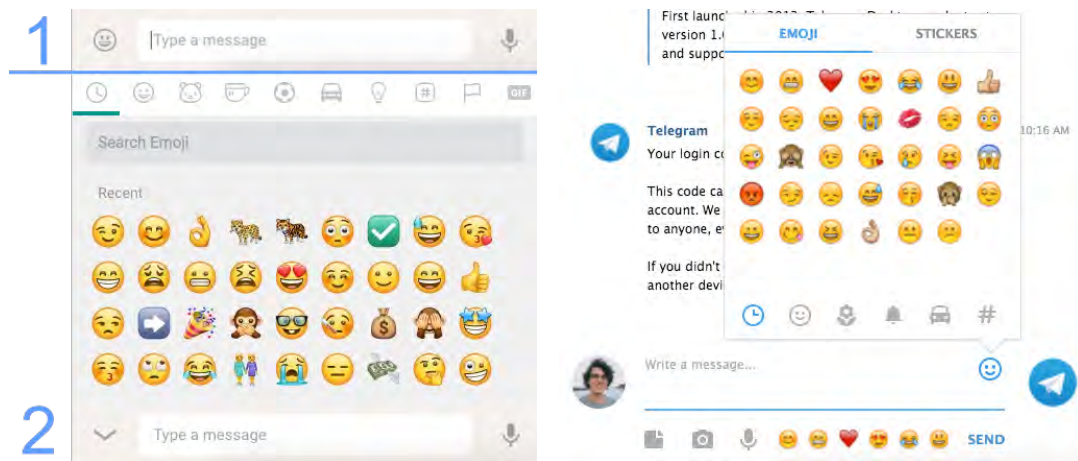 1
Type a message
GIF
Search Emoji
Recent
2
Type a message
First launc
version 1.
and suppo
EMOJI
STICKERS
Telegram
10:16 AM
Your login co
This code ca
account. We
to anyone, e
If you didn't
another devi
Write a message...
SEND